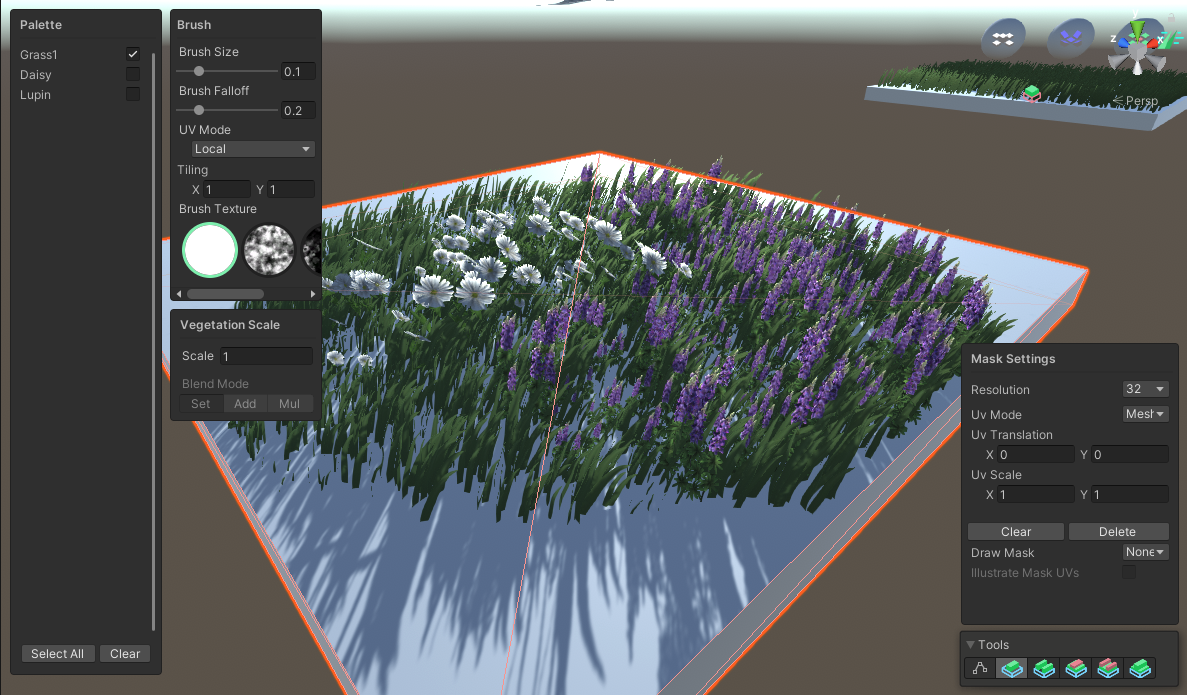 Palette
Grass1
Daisy
Lupin
Select All
Clear
Brush
Brush Size
0.1
Brush Falloff
0.2
UV Mode
Local
Tiling
X 1 Y 1
Brush Texture
Vegetation Scale
Scale 1
Blend Mode
Set Add Mul
z x
Persp
Mask Settings
Resolution 32
Uv Mode Mesh
Uv Translation
X 0 Y 0
Uv Scale
X 1 Y 1
Clear Delete
Draw Mask None
Illustrate Mask UVs
Tools